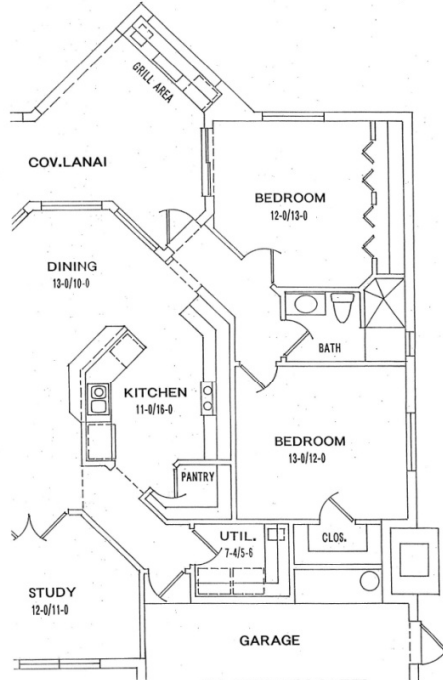 GRILL AREA
COV.LANAI
BEDROOM
12-0/13-0
DINING
13-0/10-0
BATH
KITCHEN
11-0/16-0
BEDROOM
13-0/12-0
PANTRY
UTIL.
7-4/5-6
CLOS.
STUDY
12-0/11-0
GARAGE